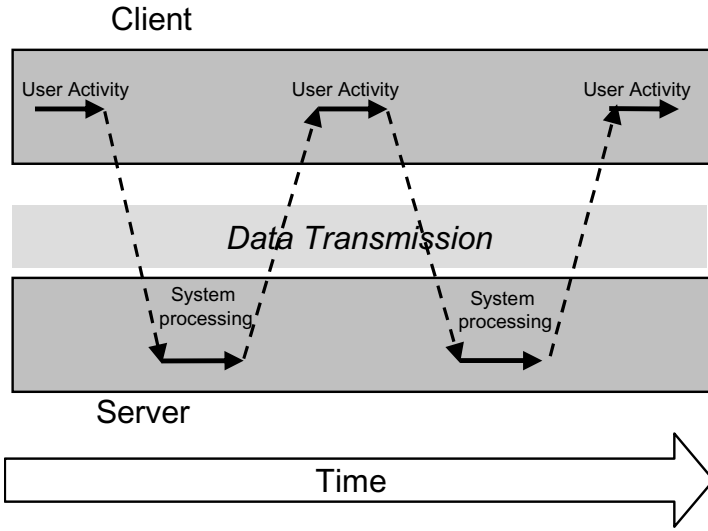 Client
User Activity
User Activity
User Activity
Data Transmission
System
processing
System
processing
Server
Time